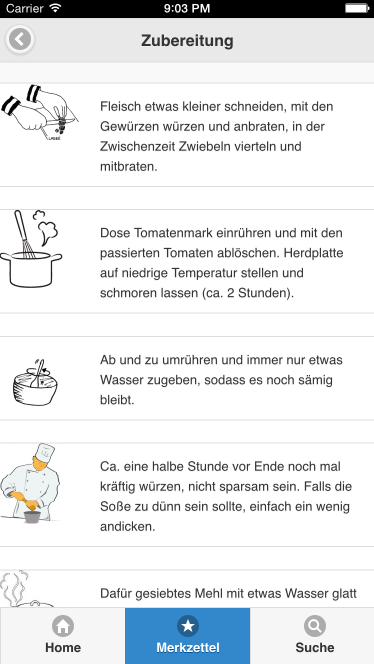 Carrier 9:03 PM
Zubereitung
Fleisch etwas kleiner schneiden, mit den
Gewürzen würzen und anbraten, in der
Zwischenzeit Zwiebeln vierteln und
mitbraten.
Dose Tomatenmark einrühren und mit den
passierten Tomaten ablöschen. Herdplatte
auf niedrige Temperatur stellen und
schmoren lassen (ca. 2 Stunden).
Ab und zu umrühren und immer nur etwas
Wasser zugeben, sodass es noch sämig
bleibt.
Ca. eine halbe Stunde vor Ende noch mal
kräftig würzen, nicht sparsam sein. Falls die
Soße zu dünn sein sollte, einfach ein wenig
andicken.
Dafür gesiebtes Mehl mit etwas Wasser glatt
Home Merkzettel Suche